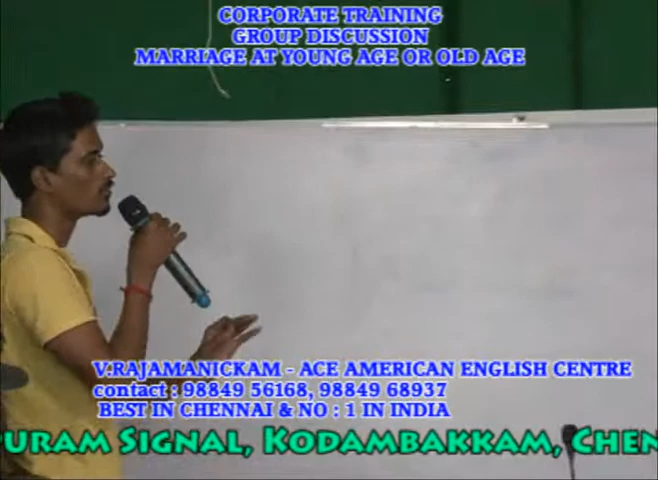 CORPORATE TRAINING
GROUP DISCUSSION
MARRIAGE AT YOUNG AGE OR OLD AGE
V.RAJAMANICKAM - ACE AMERICAN ENGLISH CENTRE
contact : 98849 56168, 98849 68937
BEST IN CHENNAI & NO : 1 IN INDIA
PURAM SIGNAL, KODAMBAKKAM, CHEN